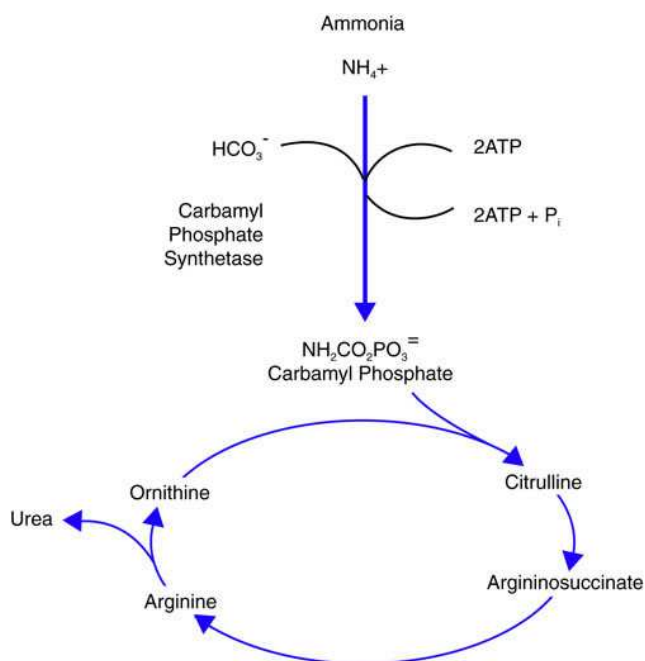 Ammonia
NH₄+
HCO₃⁻
2ATP
Carbamyl
Phosphate
Synthetase
2ATP + Pᵢ
NH₂CO₂PO₃⁼
Carbamyl Phosphate
Ornithine
Citrulline
Urea
Arginine
Argininosuccinate